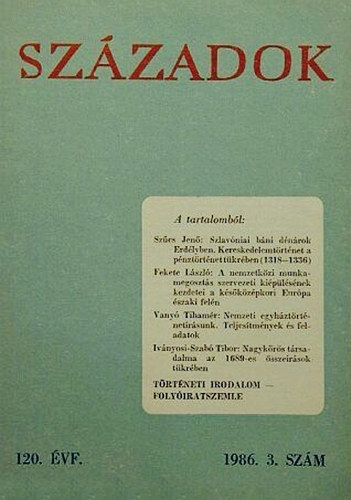 SZÁZADOK
A tartalomból:
Szűcs Jenő: Szlavóniai báni dénárok
Erdélyben. Kereskedelemtörténet a
pénztörténet tükrében (1318—1336)
Fekete László: A nemzetközi munka-
megosztás szervezeti kiépülésének
kezdetei a későközépkori Európa
északi felén
Vanyó Tihamér: Nemzeti egyháztörté-
netírásunk. Teljesítmények és fel-
adatok
Iványosi-Szabó Tibor: Nagykőrös társa-
dalma az 1689-es összeírások
tükrében
TÖRTÉNETI IRODALOM —
FOLYÓIRATSZEMLE
120. ÉVF.
1986. 3. SZÁM